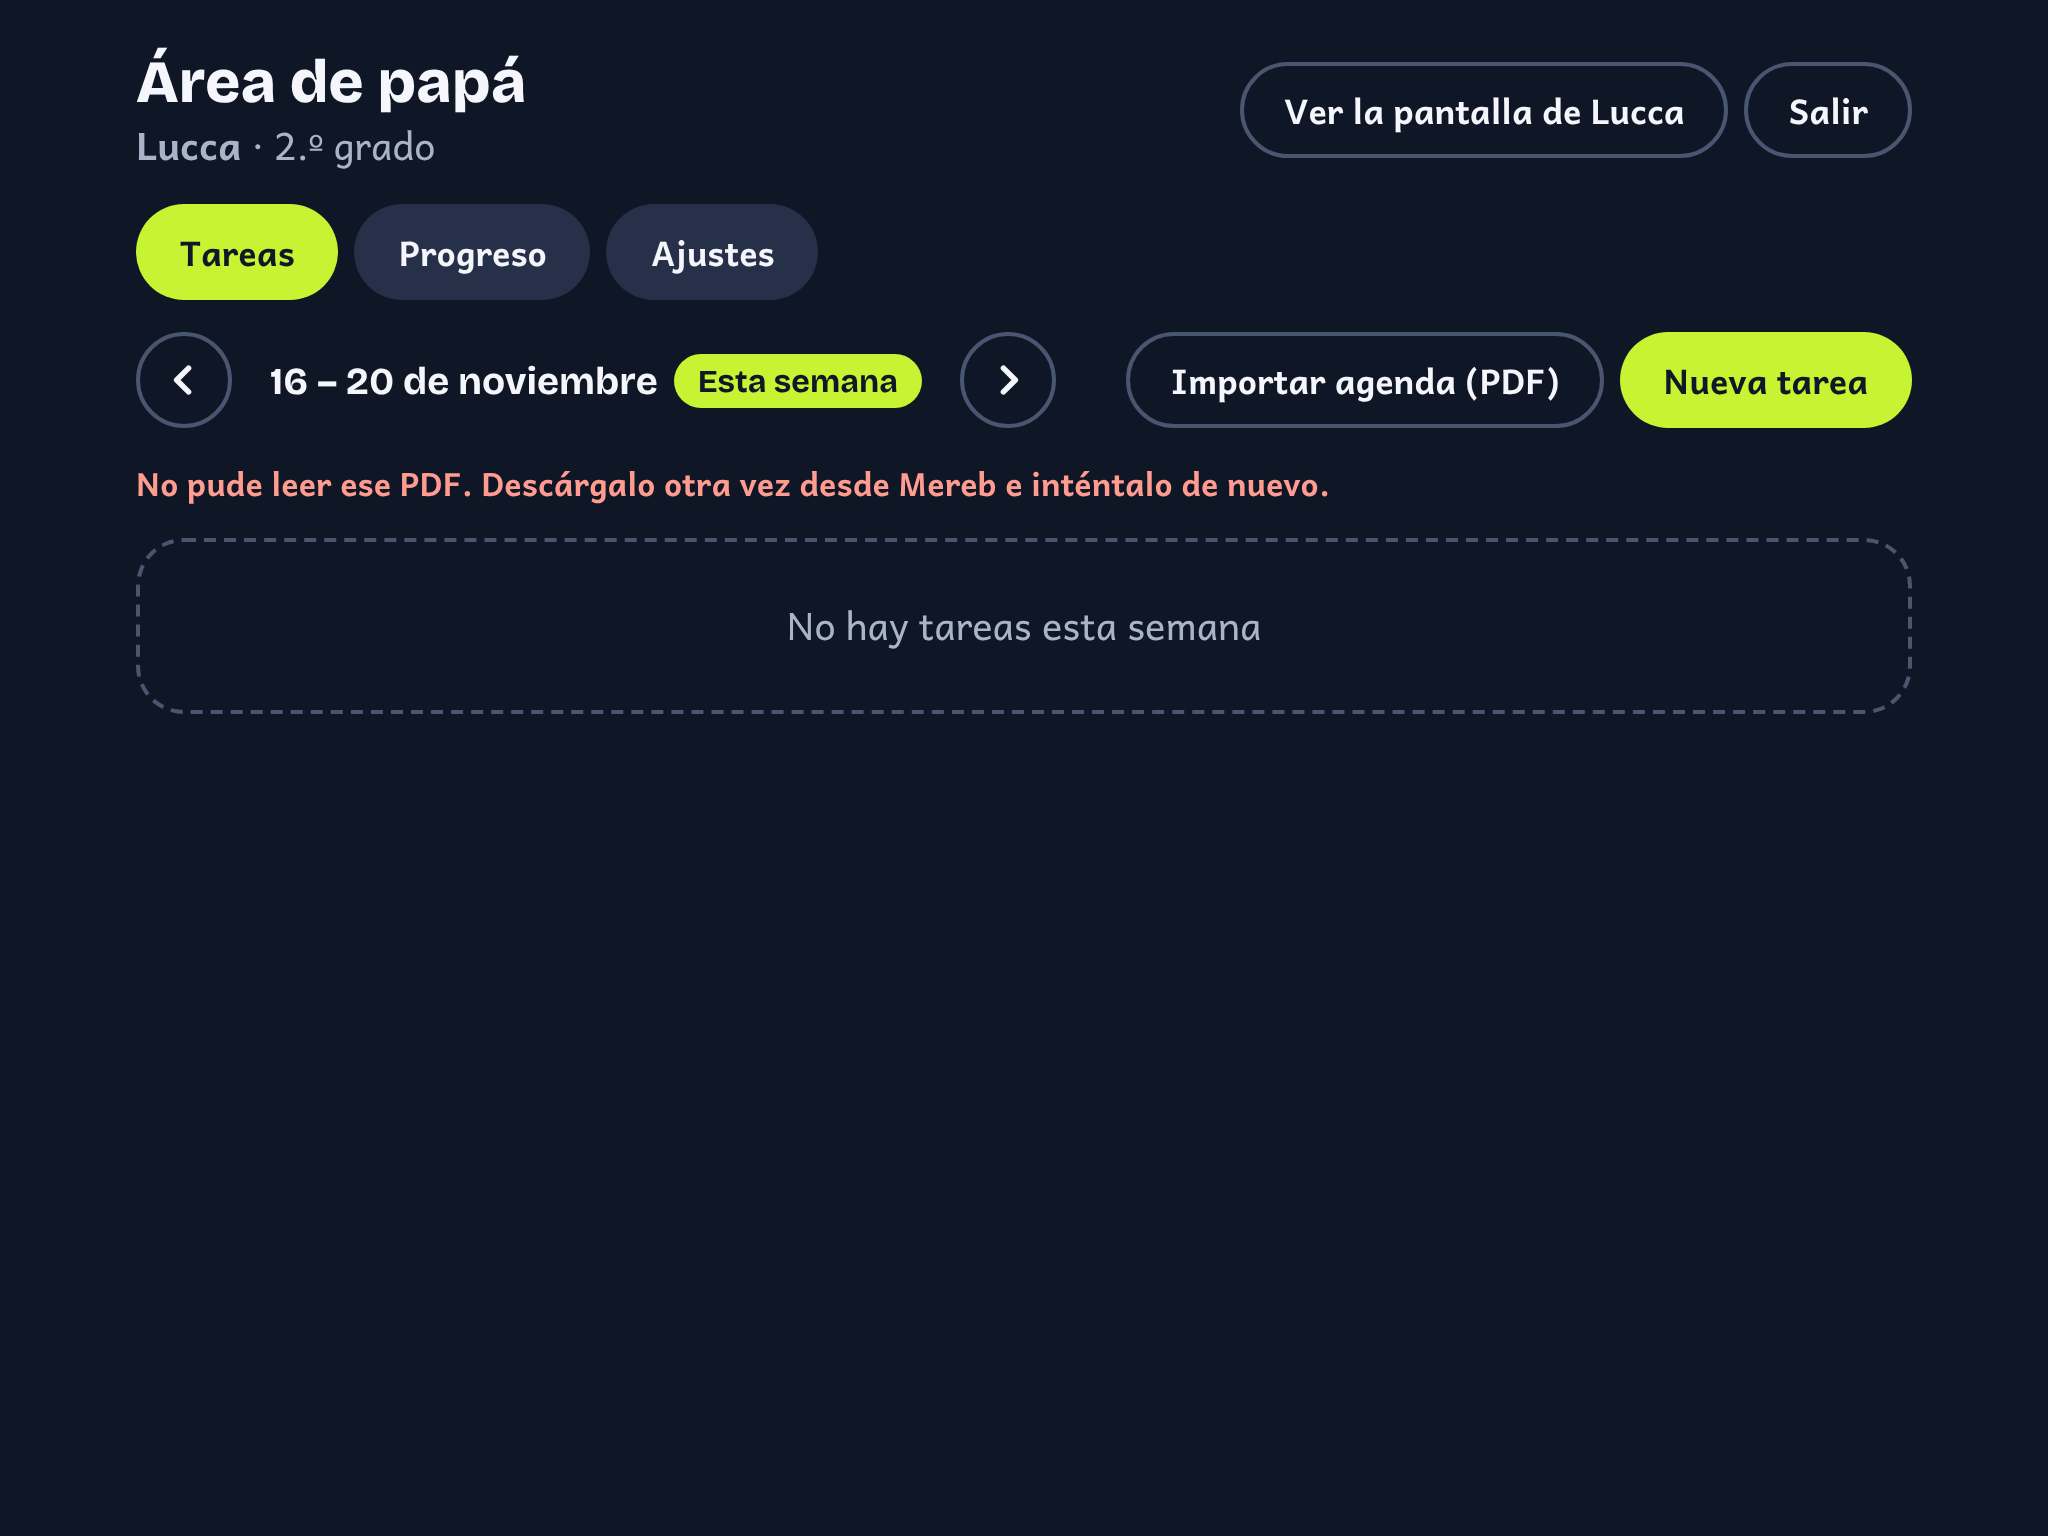 Área de papá
Lucca · 2.º grado
Ver la pantalla de Lucca
Salir
Tareas
Progreso
Ajustes
16 – 20 de noviembre
Esta semana
Importar agenda (PDF)
Nueva tarea
No pude leer ese PDF. Descárgalo otra vez desde Mereb e inténtalo de nuevo.
No hay tareas esta semana